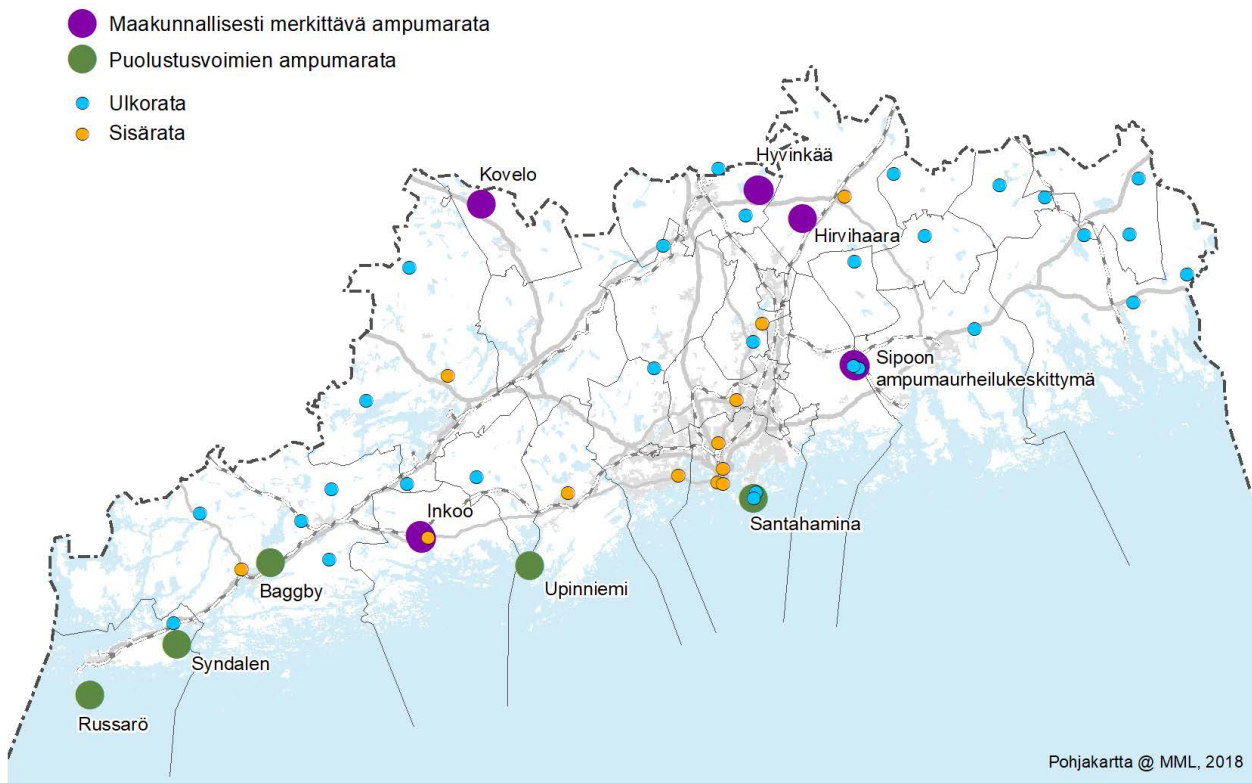 Maakunnallisesti merkittävä ampumarata
Puolustusvoimien ampumarata
Ulkorata
Sisärata
Hyvinkää
Kovelo
Hirvihaara
Sipoon
ampumaurheilukeskittymä
Inkoo
Santahamina
Baggby
Upinniemi
Syndalen
Russarö
Pohjakartta @ MML, 2018